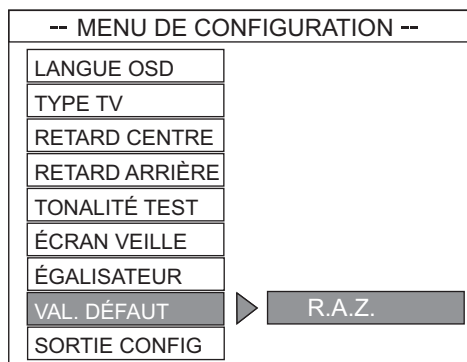 -- MENU DE CONFIGURATION --
LANGUE OSD
TYPE TV
RETARD CENTRE
RETARD ARRIÈRE
TONALITÉ TEST
ÉCRAN VEILLE
ÉGALISATEUR
VAL. DÉFAUT R.A.Z.
SORTIE CONFIG